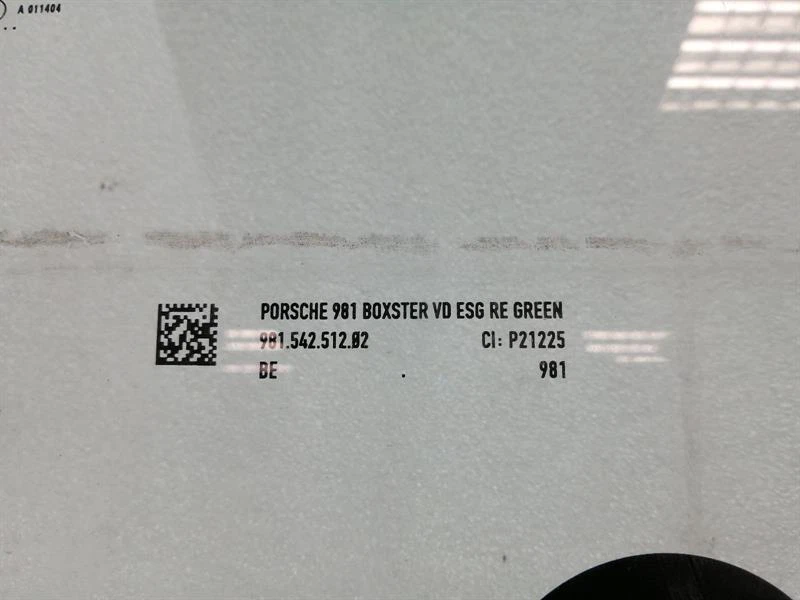 A 011404
PORSCHE 981 BOXSTER VD ESG RE GREEN
981.542.512.02 CI: P21225
BE . 981